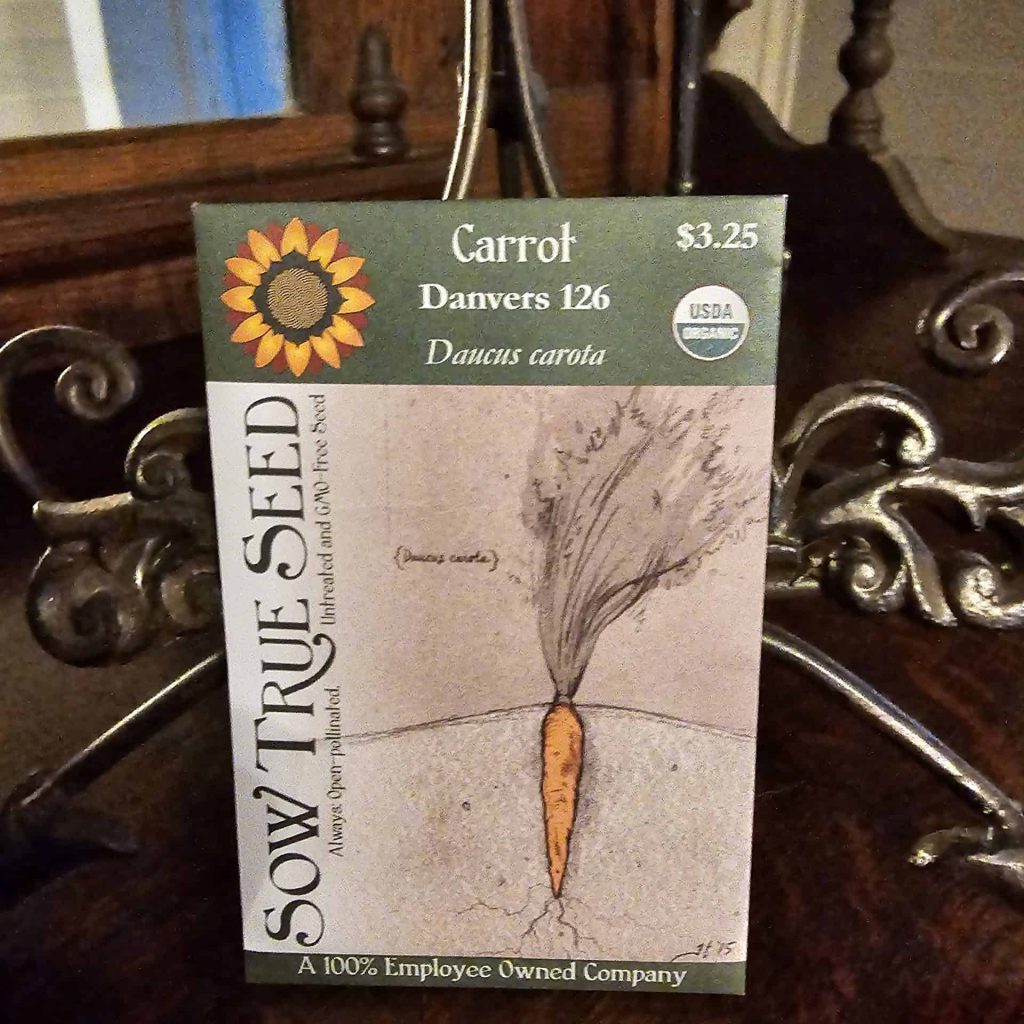 Carrot
$3.25
Danvers 126
USDA
ORGANIC
Daucus carota
SOW TRUE SEED
Always: Open-pollinated, Untreated and GMO-Free Seed
{Daucus carota}
A 100% Employee Owned Company